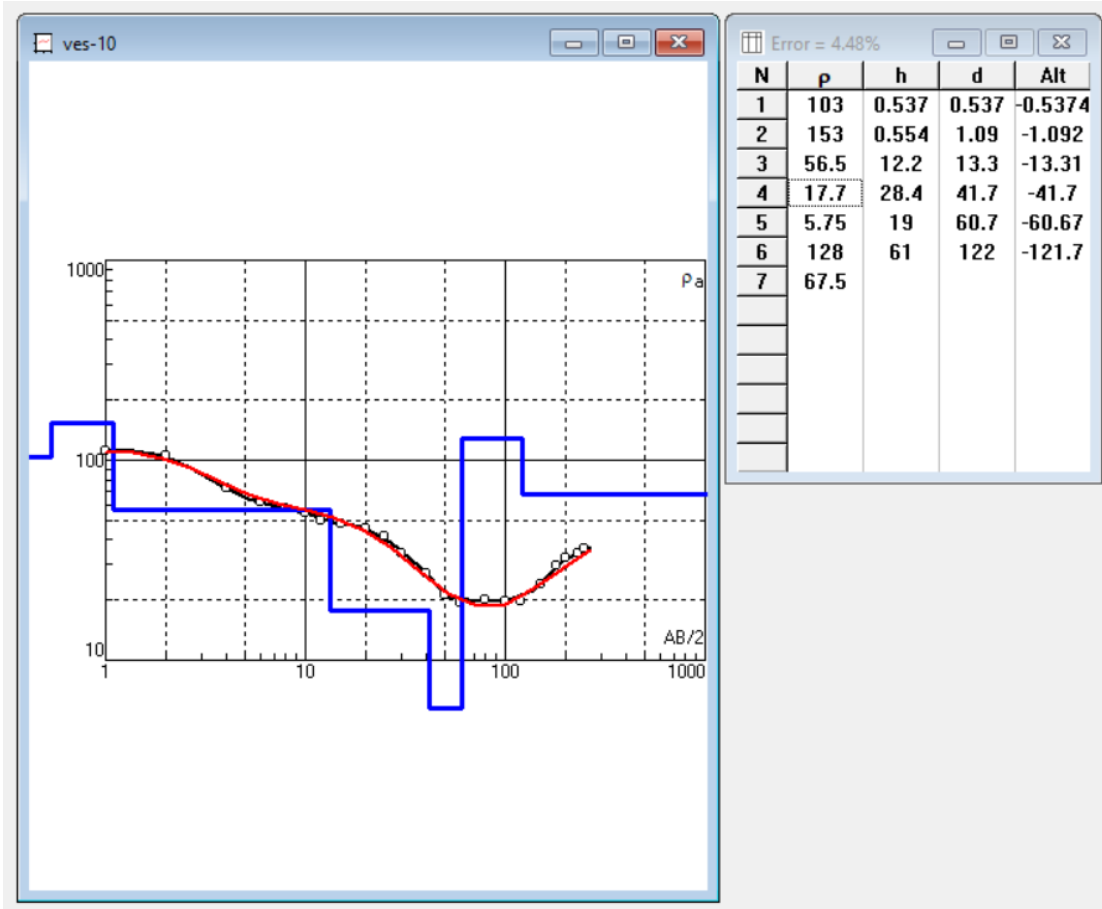 ves-10
1000
ρa
100
10
AB/2
1 10 100 1000
Error = 4.48%
N ρ h d Alt
1 103 0.537 0.537 -0.5374
2 153 0.554 1.09 -1.092
3 56.5 12.2 13.3 -13.31
4 17.7 28.4 41.7 -41.7
5 5.75 19 60.7 -60.67
6 128 61 122 -121.7
7 67.5